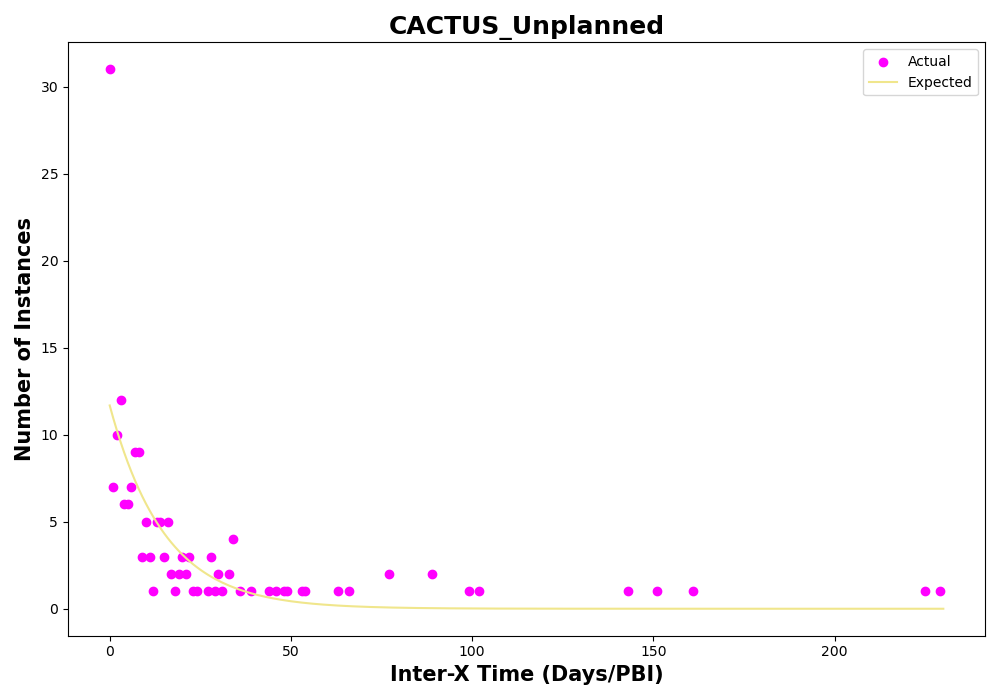 CACTUS_Unplanned
Actual
Expected
Number of Instances
30
25
20
15
10
5
0
0 50 100 150 200
Inter-X Time (Days/PBI)